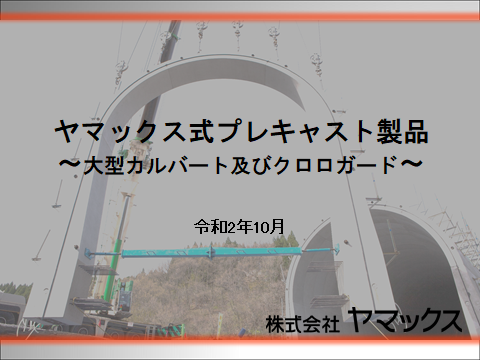 ヤマックス式プレキャスト製品
～大型カルバート及びクロロガード～
令和2年10月
株式会社 ヤマックス